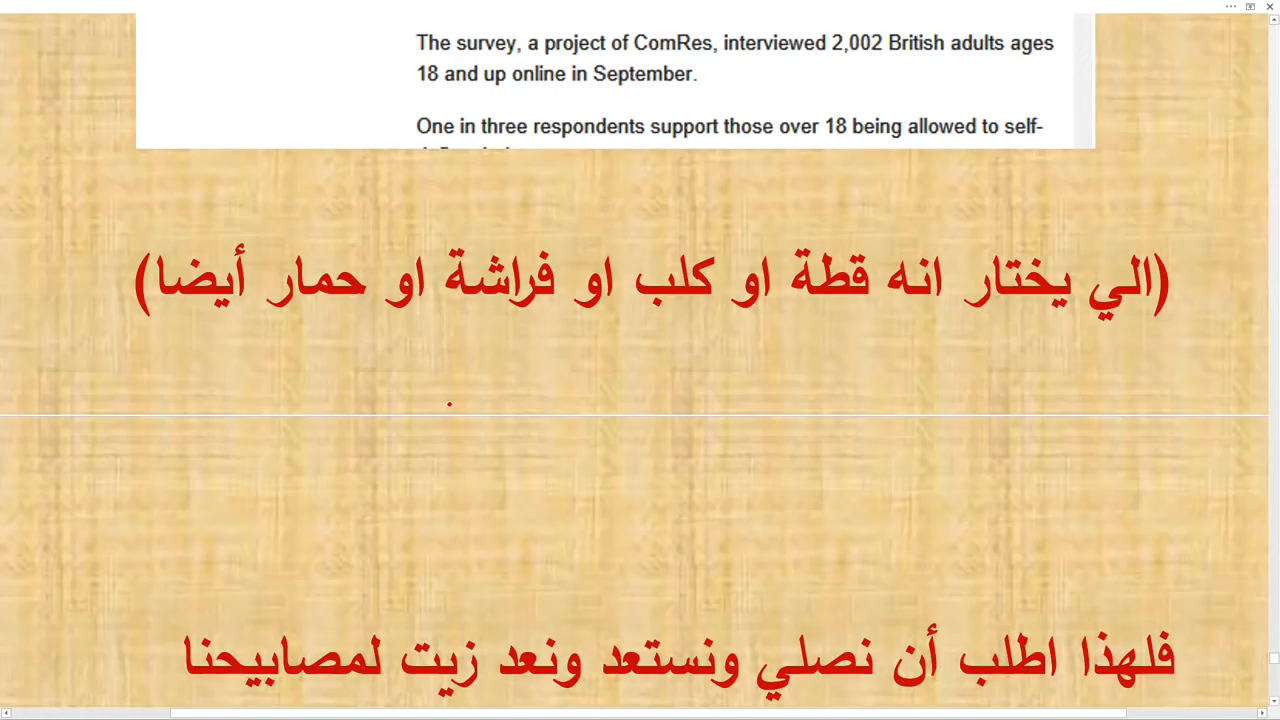 The survey, a project of ComRes, interviewed 2,002 British adults ages
18 and up online in September.
One in three respondents support those over 18 being allowed to self-
(الي يختار انه قطة او كلب او فراشة او حمار أيضا)
فلهذا اطلب أن نصلي ونستعد ونعد زيت لمصابيحنا